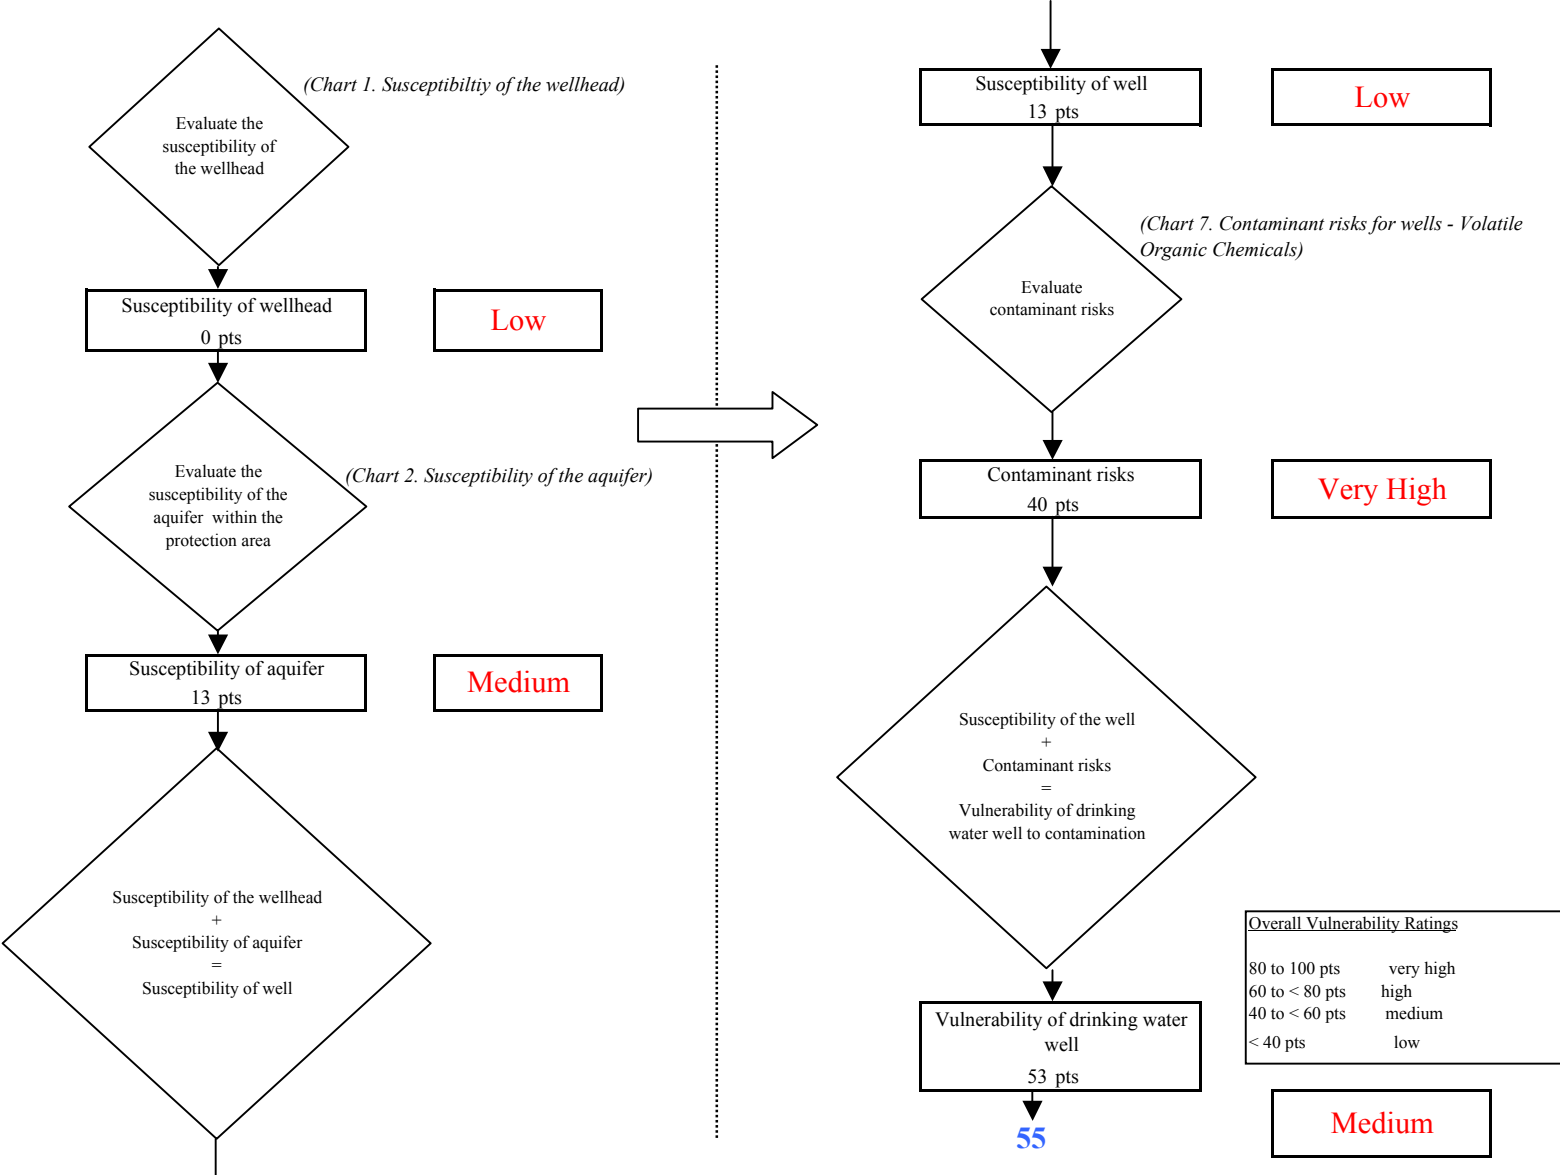 (Chart 1. Susceptibiltiy of the wellhead)
Evaluate the
susceptibility of
the wellhead
Susceptibility of wellhead
0 pts
Low
(Chart 2. Susceptibility of the aquifer)
Evaluate the
susceptibility of the
aquifer within the
protection area
Susceptibility of aquifer
13 pts
Medium
Susceptibility of the wellhead
+
Susceptibility of aquifer
=
Susceptibility of well
Susceptibility of well
13 pts
Low
(Chart 7. Contaminant risks for wells - Volatile
Organic Chemicals)
Evaluate
contaminant risks
Contaminant risks
40 pts
Very High
Susceptibility of the well
+
Contaminant risks
=
Vulnerability of drinking
water well to contamination
Overall Vulnerability Ratings
80 to 100 pts very high
60 to < 80 pts high
40 to < 60 pts medium
< 40 pts low
Vulnerability of drinking water
well
53 pts
55
Medium